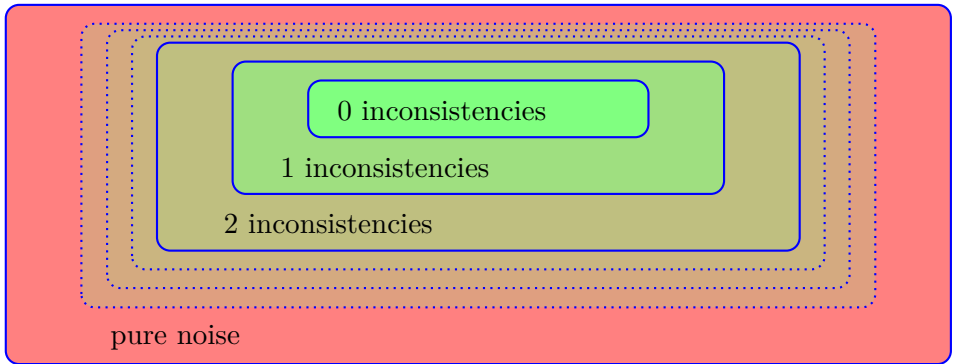 0 inconsistencies
1 inconsistencies
2 inconsistencies
pure noise